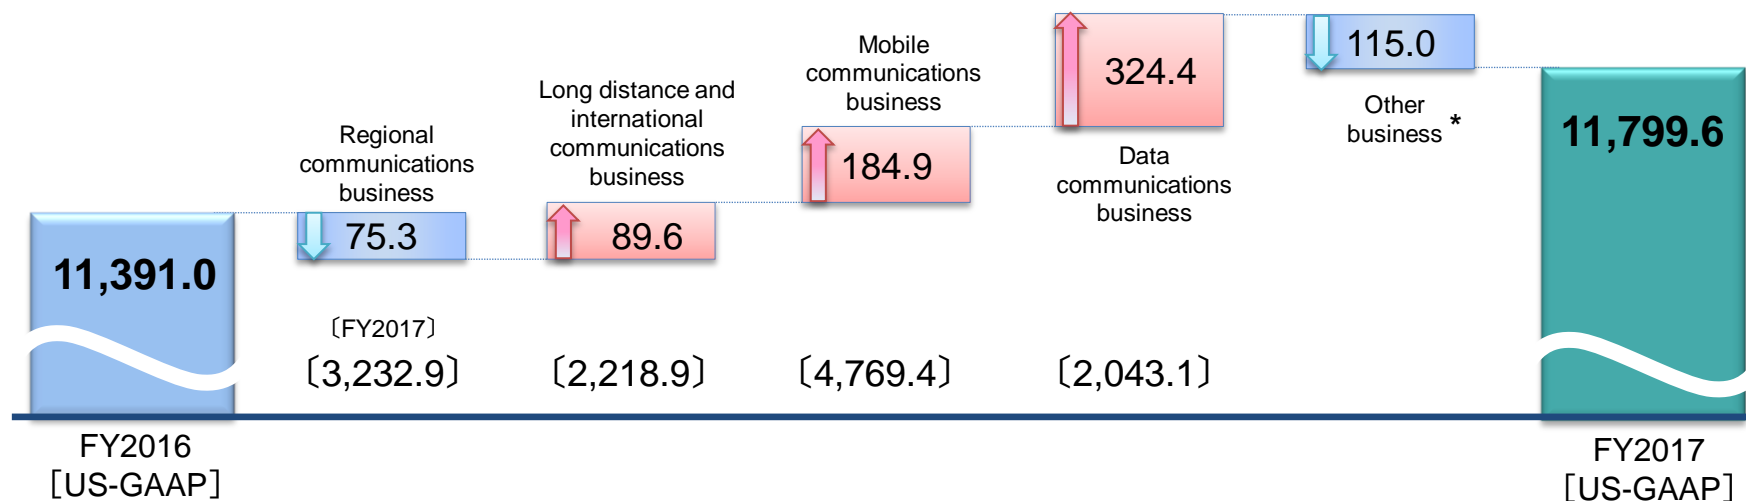 11,391.0
FY2016
［US-GAAP］
Regional
communications
business
75.3
〔FY2017〕
〔3,232.9〕
Long distance and
international
communications
business
89.6
〔2,218.9〕
Mobile
communications
business
184.9
〔4,769.4〕
324.4
Data
communications
business
〔2,043.1〕
115.0
Other
business *
11,799.6
FY2017
［US-GAAP］